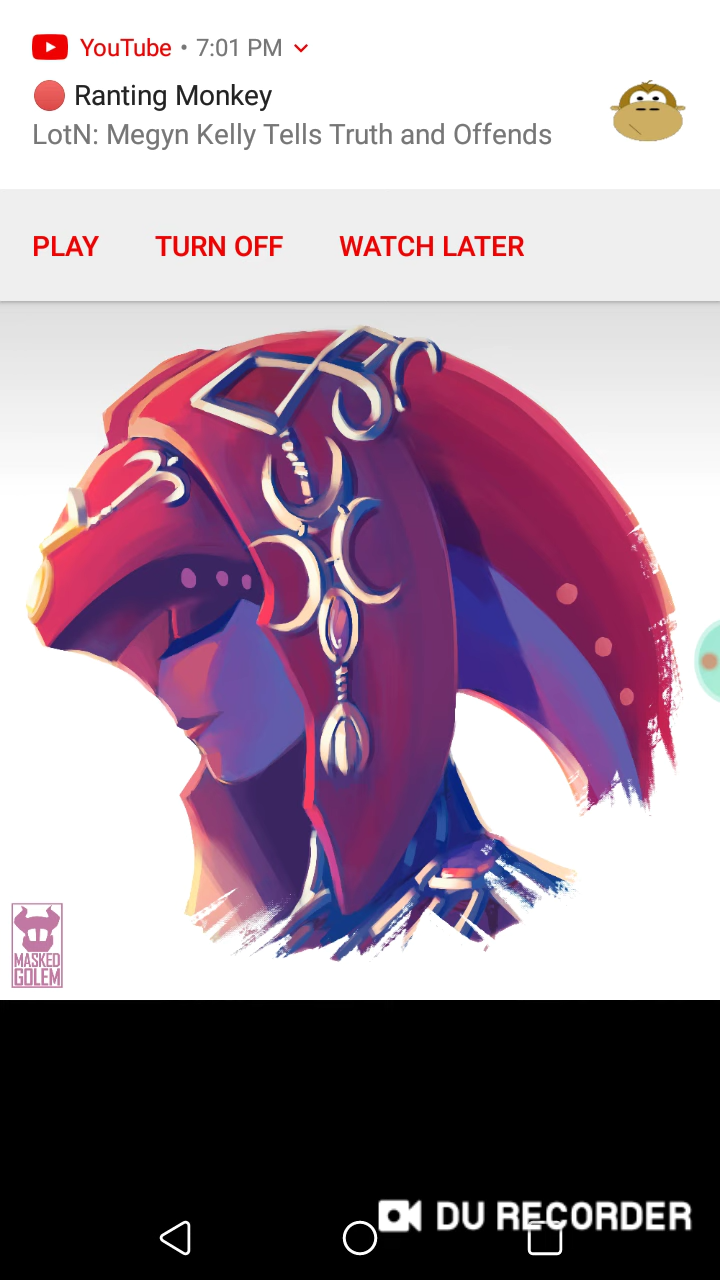 YouTube • 7:01 PM
Ranting Monkey
LotN: Megyn Kelly Tells Truth and Offends
PLAY TURN OFF WATCH LATER
MASKED
GOLEM
DU RECORDER